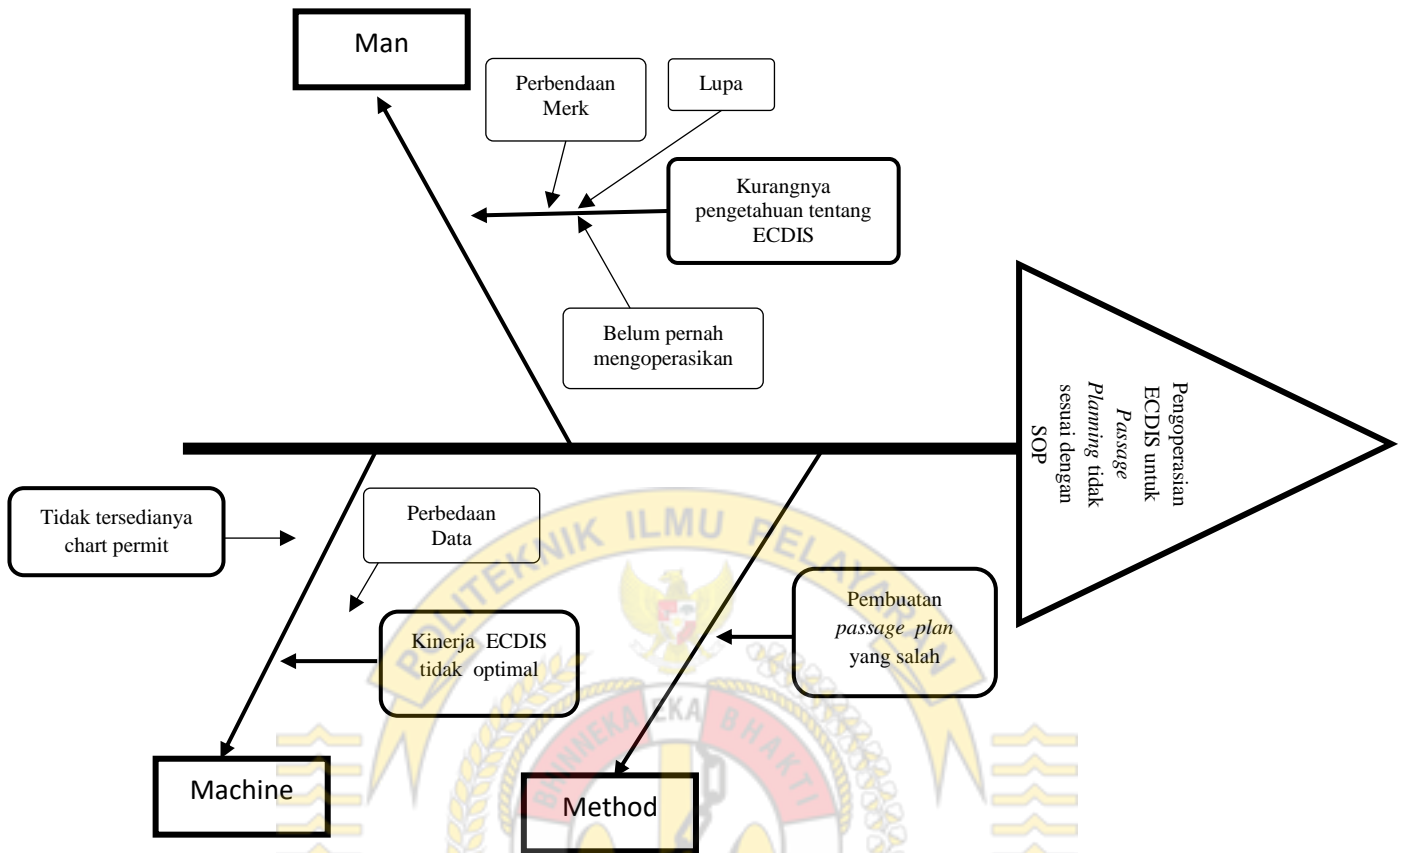 Man
Perbendaan
Merk
Lupa
Kurangnya
pengetahuan tentang
ECDIS
Belum pernah
mengoperasikan
Pengoperasian
ECDIS untuk
Passage
Planning tidak
sesuai dengan
SOP
Tidak tersedianya
chart permit
Perbedaan
Data
Kinerja ECDIS
tidak optimal
Pembuatan
passage plan
yang salah
Machine
Method
POLITEKNIK ILMU PELAYARAN
BHINNEKA EKA BHAKTI